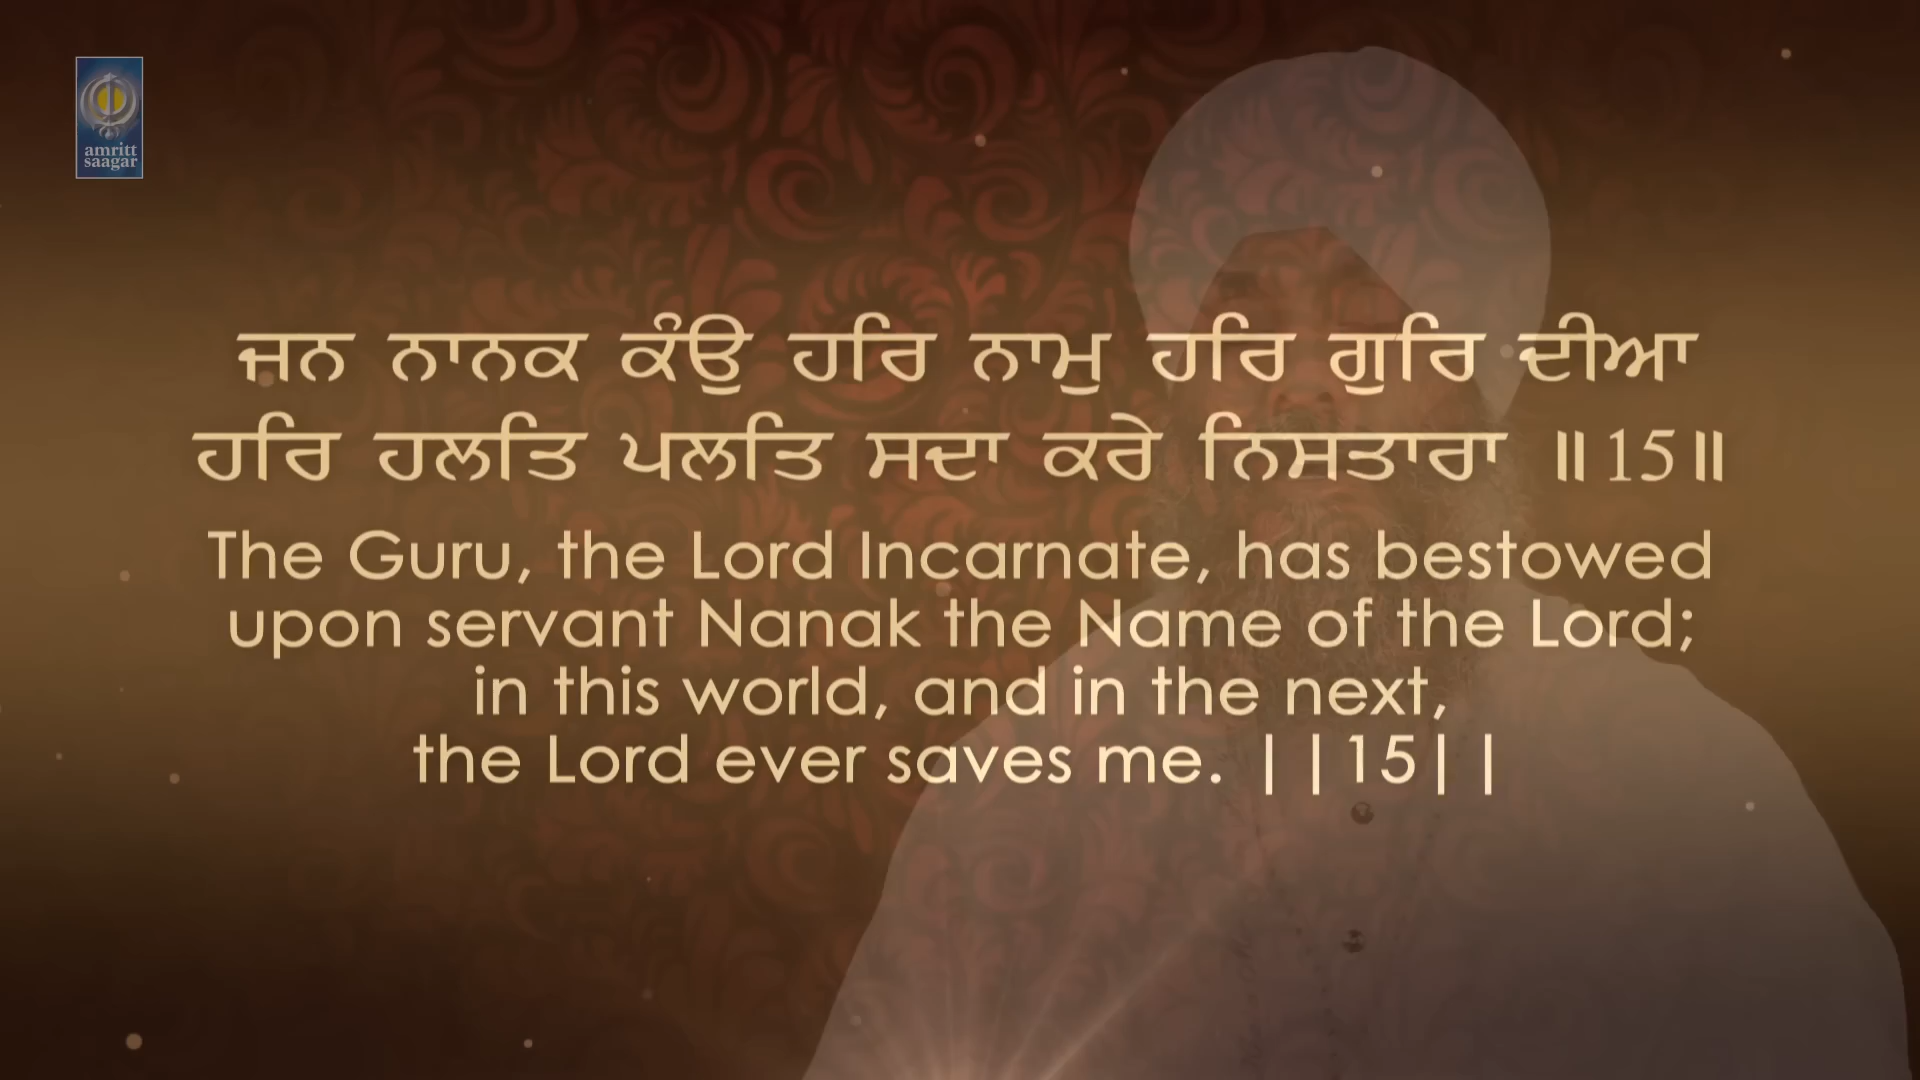 amritt
saagar
ਜਨ ਨਾਨਕ ਕੰਉ ਹਰਿ ਨਾਮੁ ਹਰਿ ਗੁਰਿ ਦੀਆ
ਹਰਿ ਹਲਤਿ ਪਲਤਿ ਸਦਾ ਕਰੇ ਨਿਸਤਾਰਾ ॥15॥
The Guru, the Lord Incarnate, has bestowed
upon servant Nanak the Name of the Lord;
in this world, and in the next,
the Lord ever saves me. ||15||